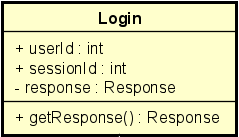 Login
+ userId : int
+ sessionId : int
- response : Response
+ getResponse() : Response